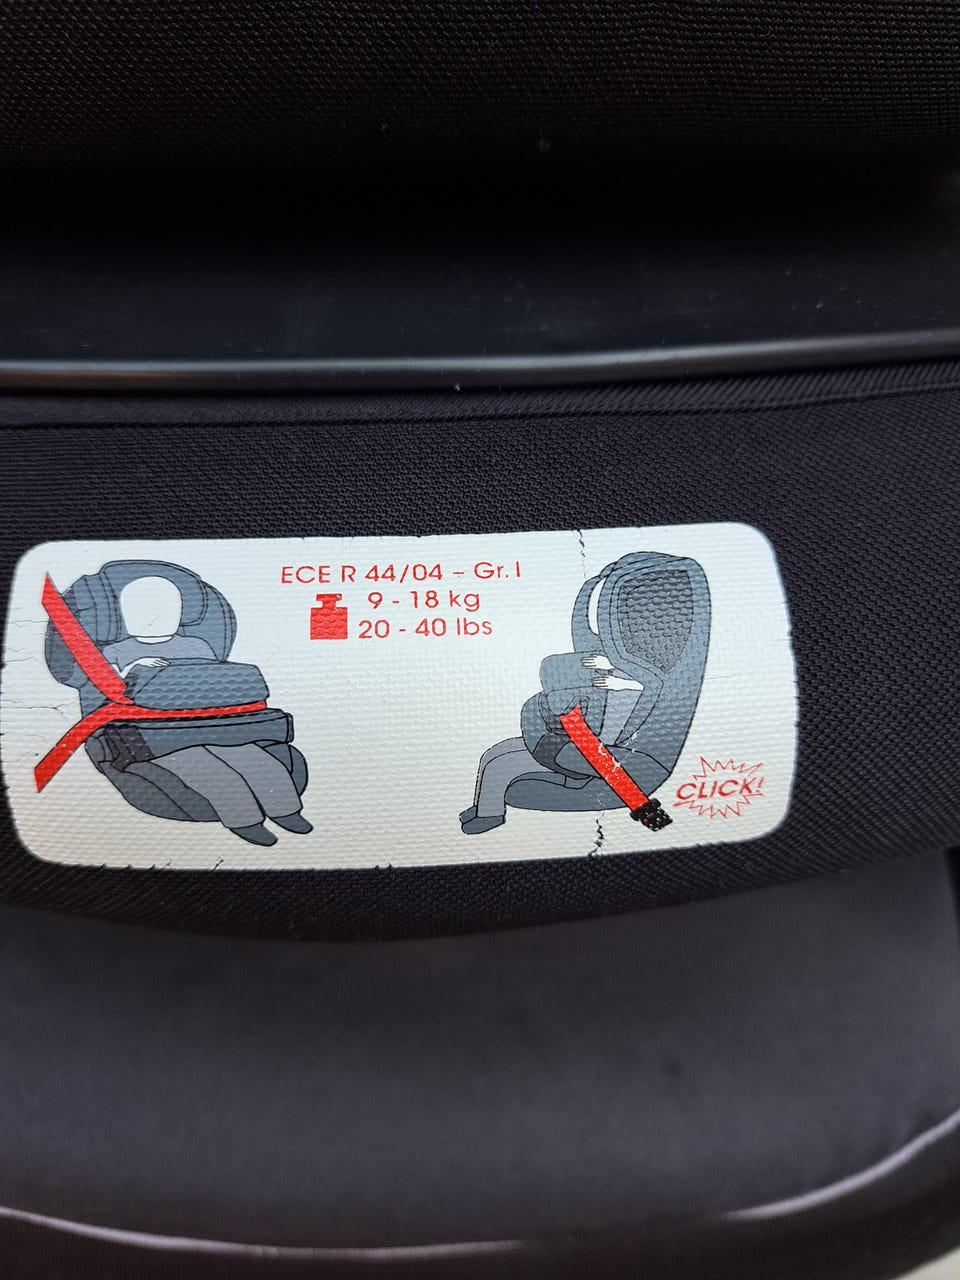 ECE R 44/04 - Gr. I
9 - 18 kg
20 - 40 lbs
CLICK!